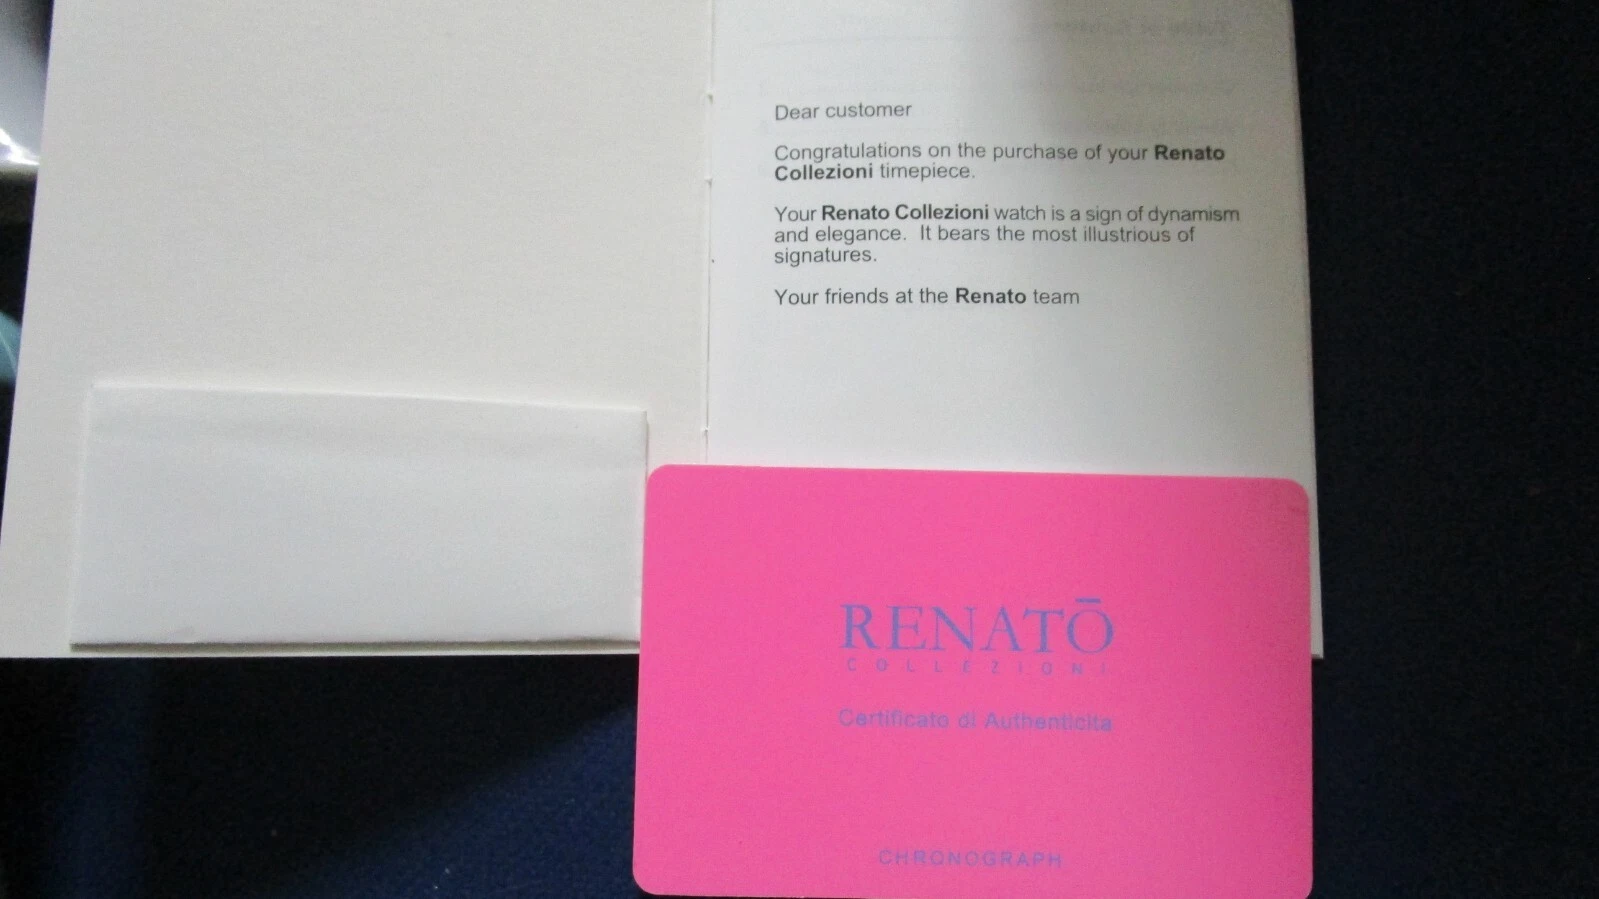 Dear customer
Congratulations on the purchase of your Renato
Collezioni timepiece.
Your Renato Collezioni watch is a sign of dynamism
and elegance. It bears the most illustrious of
signatures.
Your friends at the Renato team
RENATŌ
COLLEZIONI
Certificato di Authenticita
CHRONOGRAPH